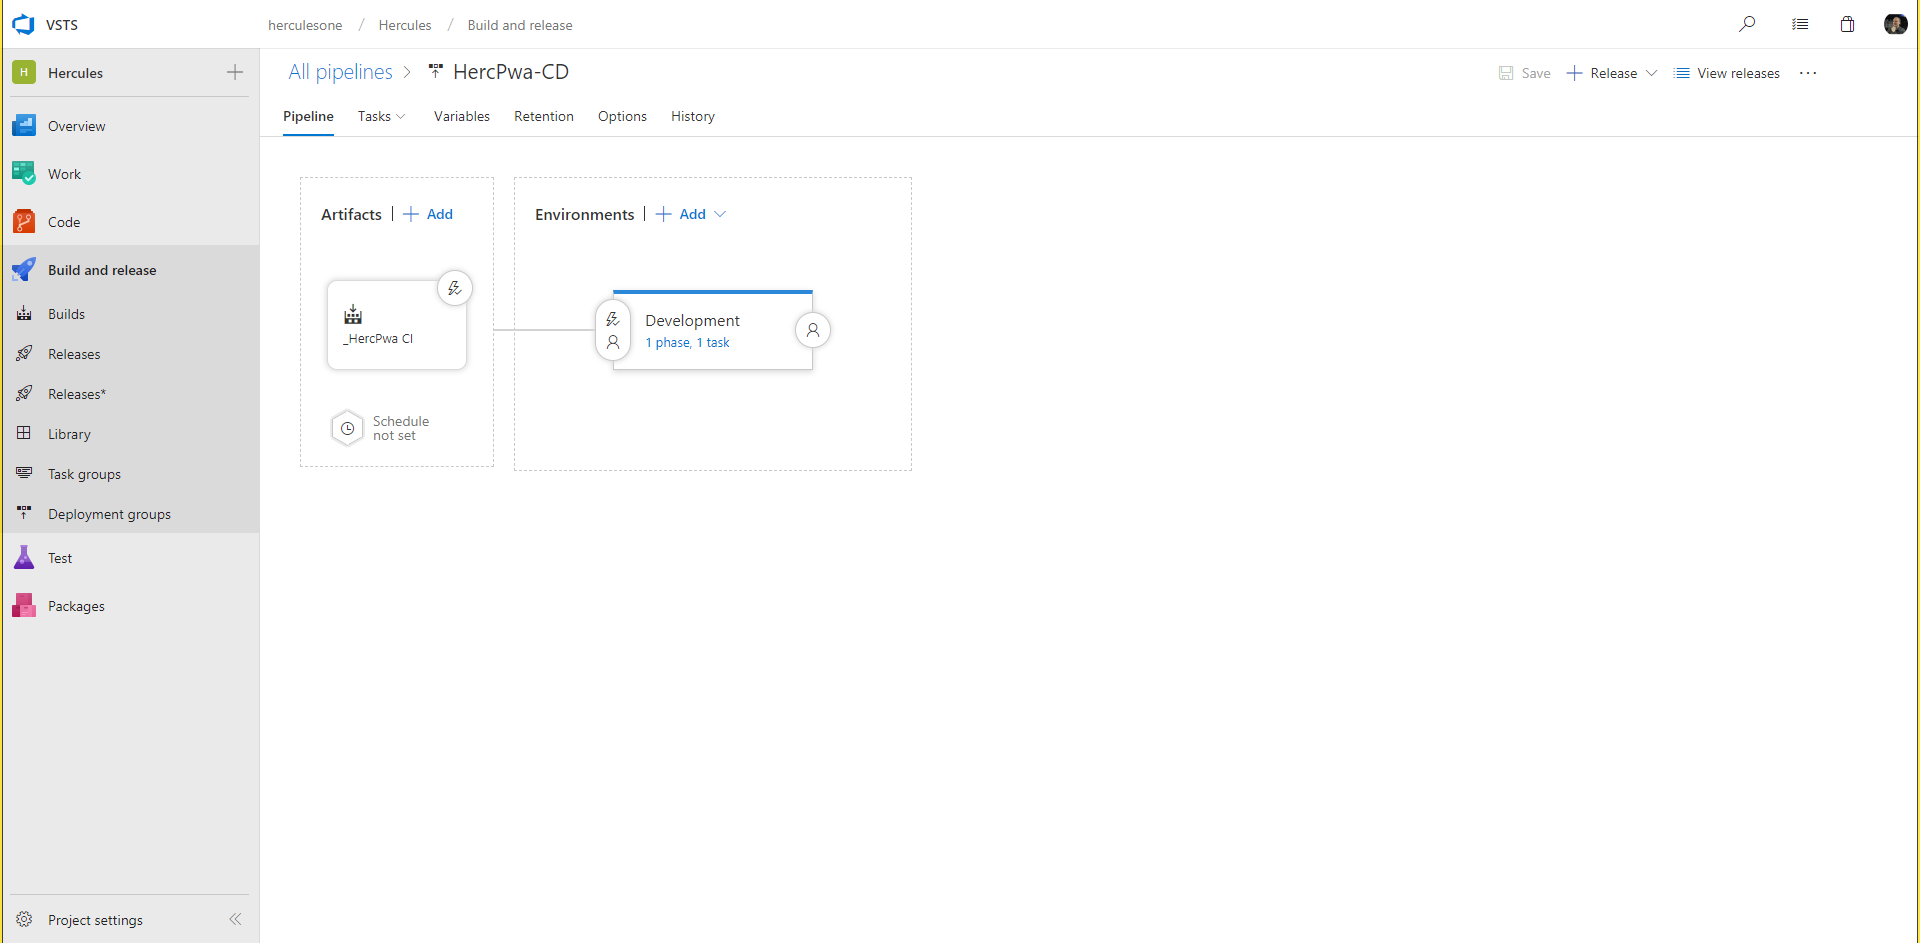 VSTS
herculesone / Hercules / Build and release
H Hercules
All pipelines > HercPwa-CD
Save
Release
View releases
Pipeline
Tasks
Variables
Retention
Options
History
Overview
Work
Code
Build and release
Builds
Releases
Releases*
Library
Task groups
Deployment groups
Test
Packages
Project settings
Artifacts | + Add
_HercPwa CI
Schedule
not set
Environments | + Add
Development
1 phase, 1 task